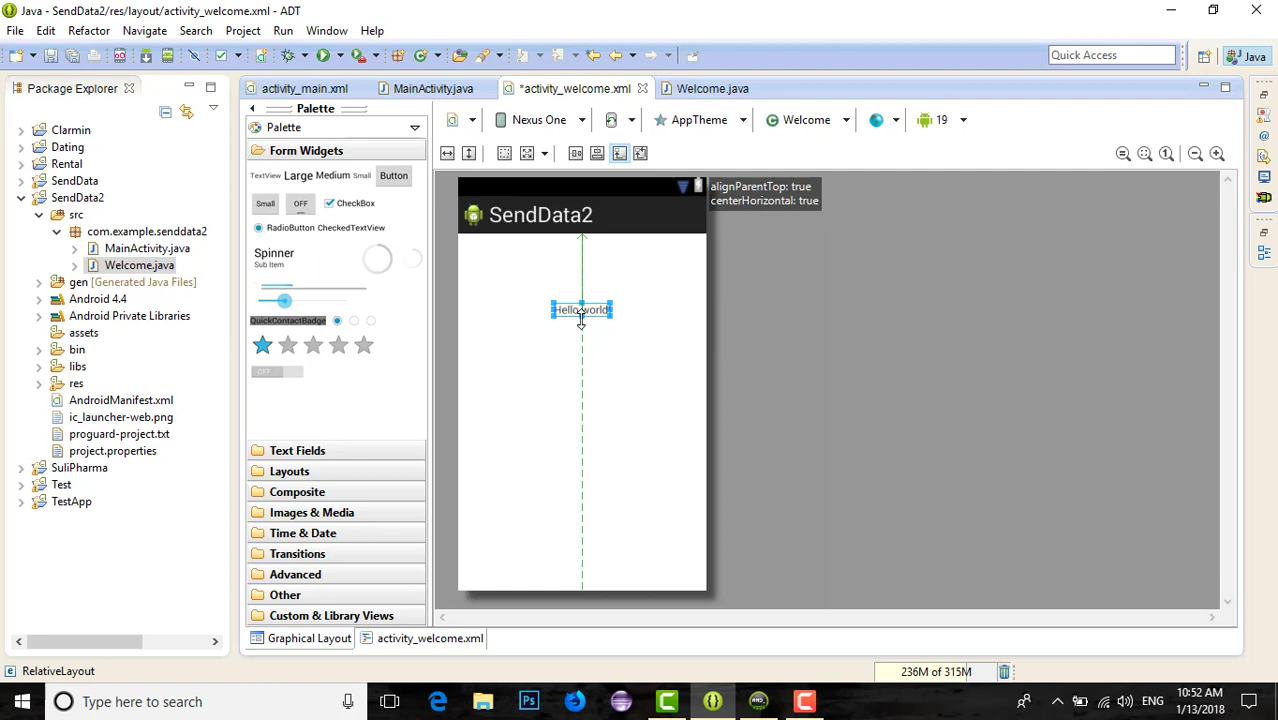 Java - SendData2/res/layout/activity_welcome.xml - ADT
File Edit Refactor Navigate Search Project Run Window Help
Quick Access
Java
Package Explorer
activity_main.xml
MainActivity.java
*activity_welcome.xml
Welcome.java
Clarmin
Dating
Rental
SendData
SendData2
src
com.example.senddata2
MainActivity.java
Welcome.java
gen [Generated Java Files]
Android 4.4
Android Private Libraries
assets
bin
libs
res
AndroidManifest.xml
ic_launcher-web.png
proguard-project.txt
project.properties
SuliPharma
Test
TestApp
Palette
Palette
Form Widgets
TextView Large Medium Small Button
Small OFF CheckBox
RadioButton CheckedTextView
Spinner
Sub Item
QuickContactBadge
OFF
Text Fields
Layouts
Composite
Images & Media
Time & Date
Transitions
Advanced
Other
Custom & Library Views
Nexus One
AppTheme
Welcome
19
SendData2
alignParentTop: true
centerHorizontal: true
Hello world!
Graphical Layout
activity_welcome.xml
RelativeLayout
236M of 315M
Type here to search
10:52 AM
1/13/2018